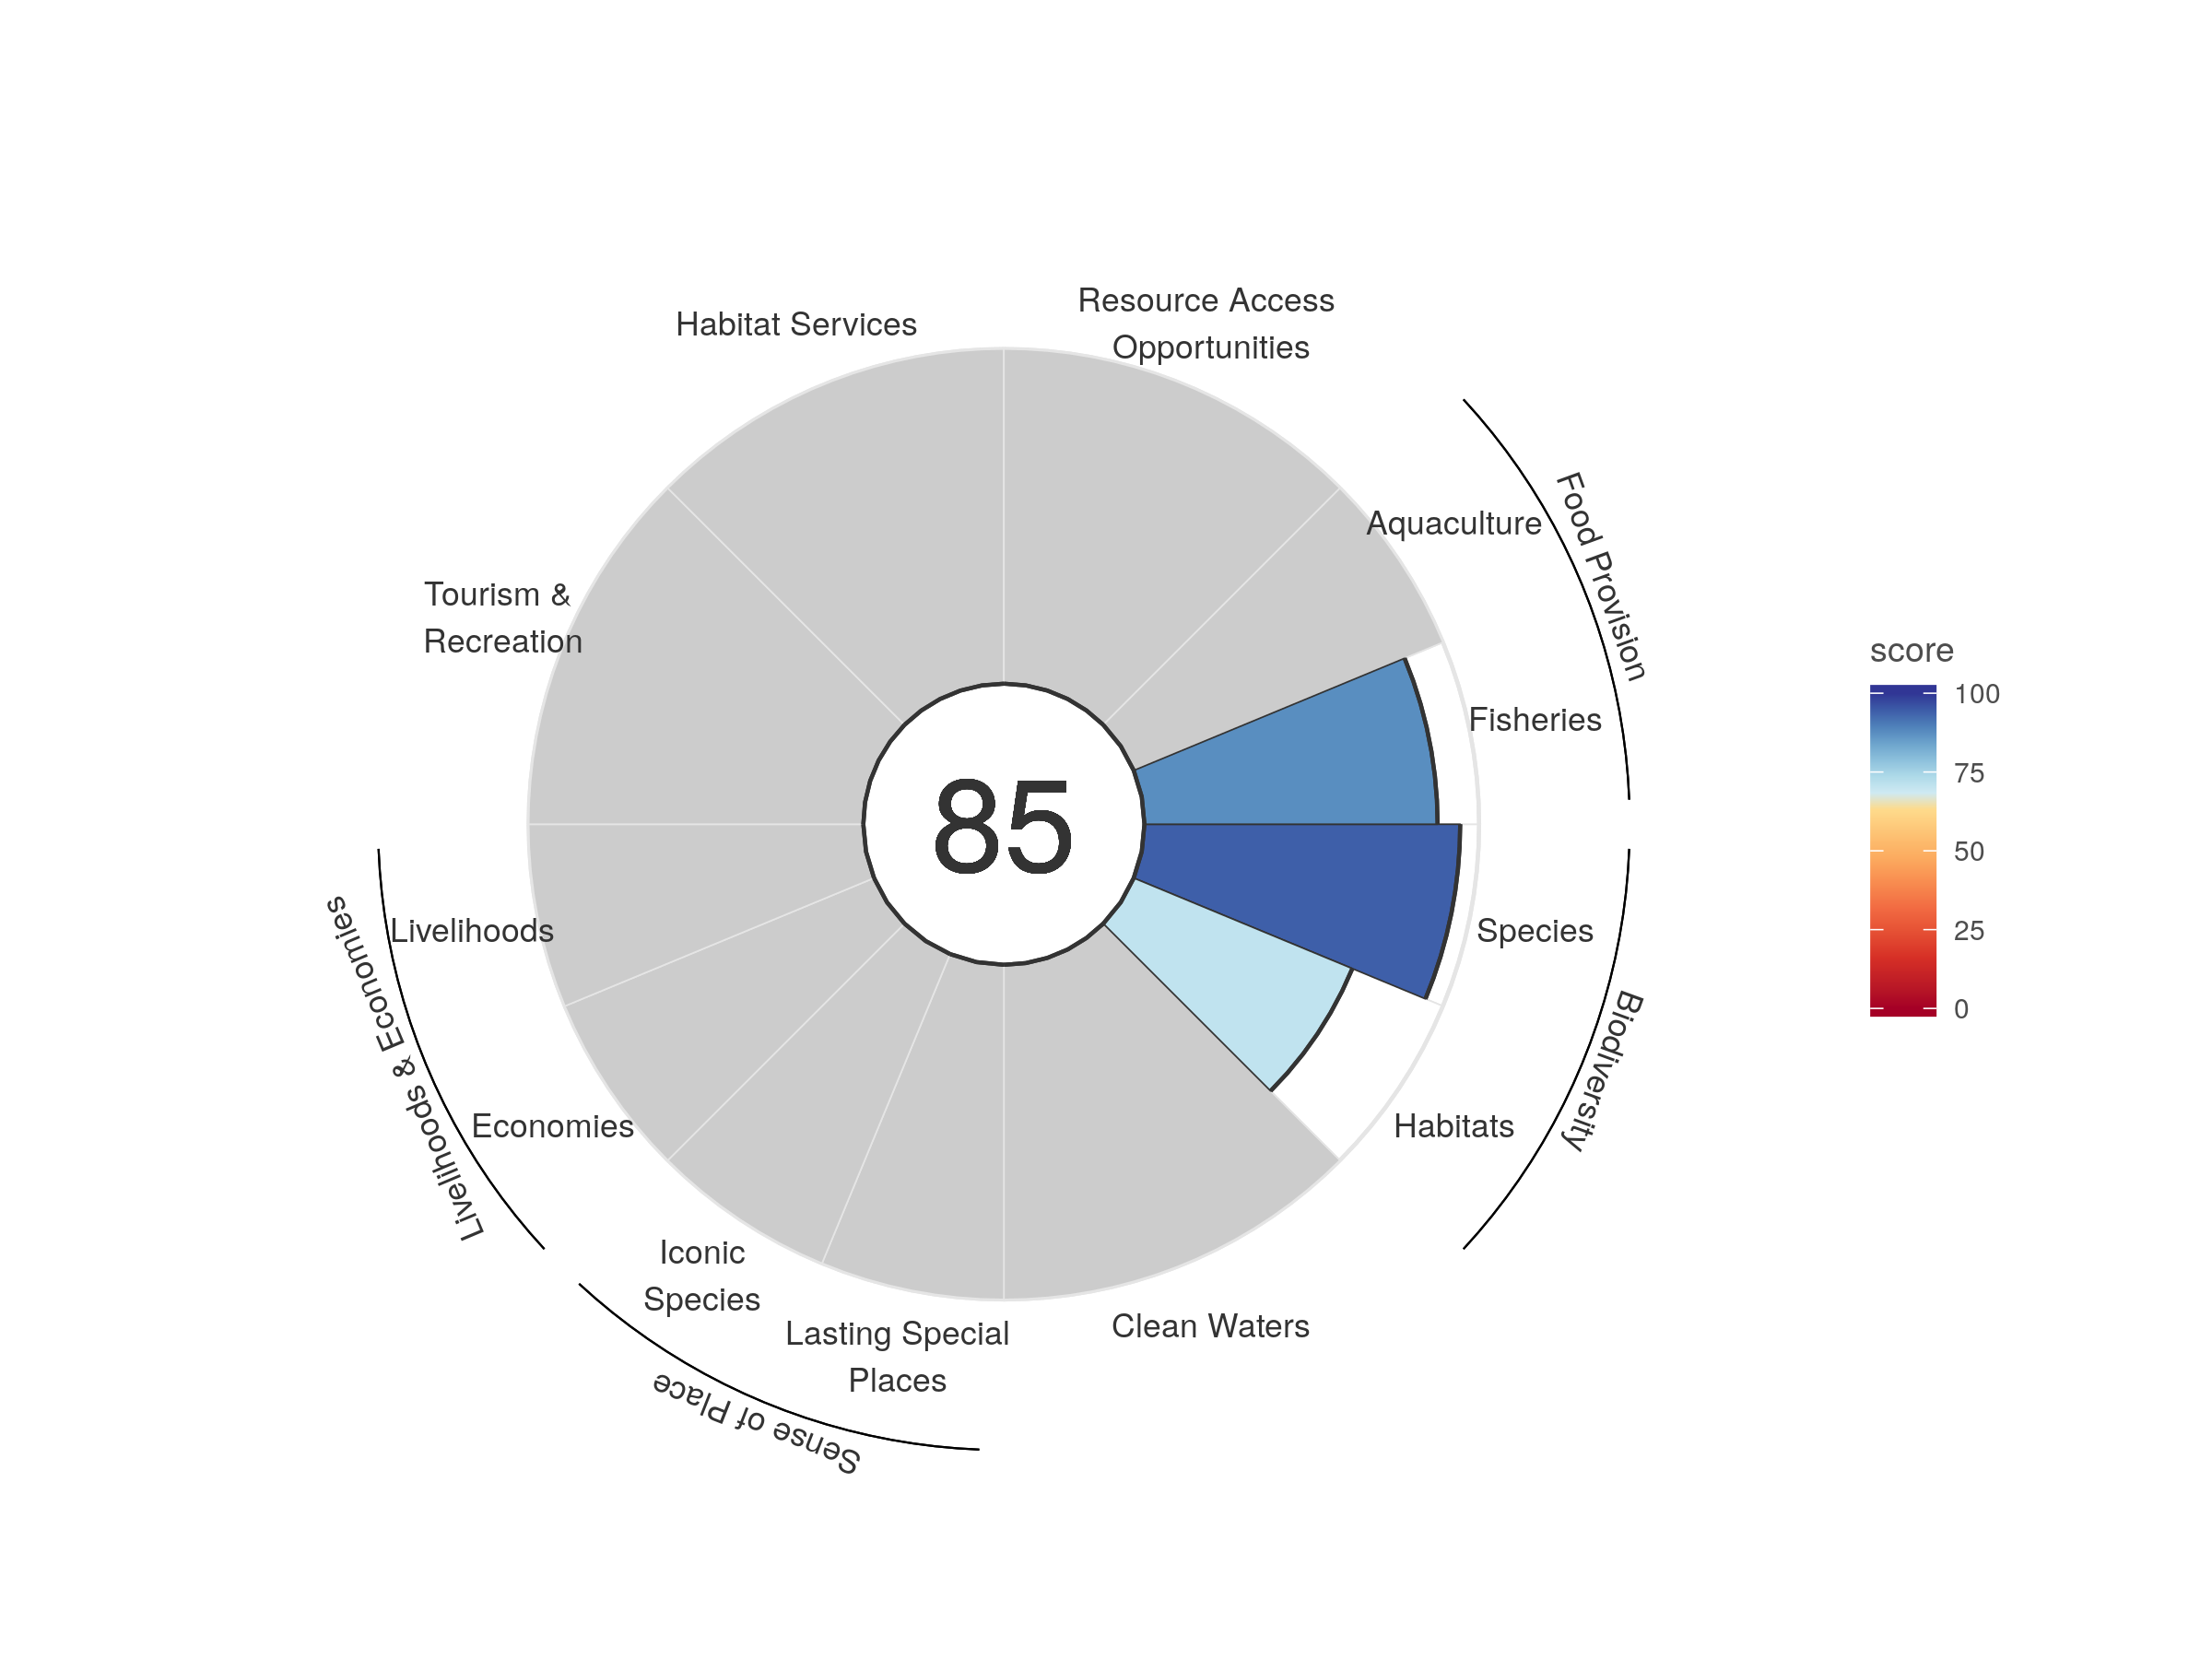 Resource Access
Opportunities
Habitat Services
Aquaculture
Food Provision
Tourism &
Recreation
Fisheries
score
100
75
50
25
0
85
Livelihoods
Species
Livelihoods & Economies
Biodiversity
Economies
Habitats
Iconic
Species
Lasting Special
Places
Clean Waters
Sense of Place